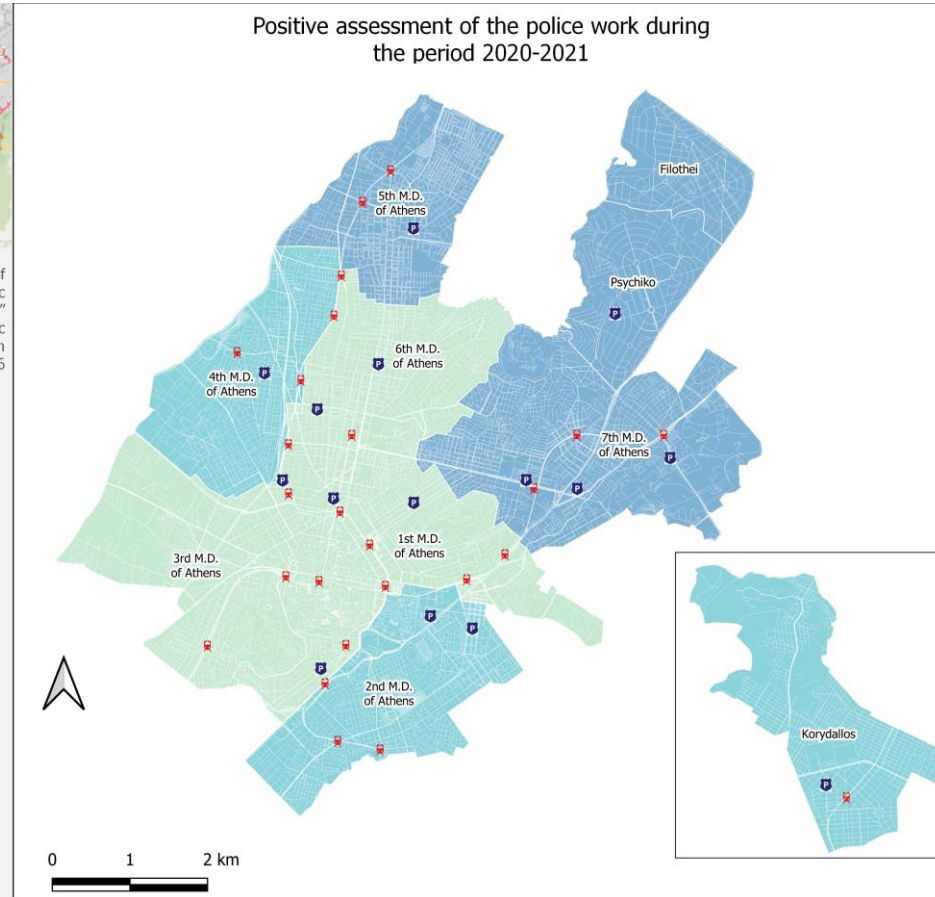 Positive assessment of the police work during
the period 2020-2021
Filothei
5th M.D.
of Athens
Psychiko
6th M.D.
of Athens
4th M.D.
of Athens
7th M.D.
of Athens
1st M.D.
of Athens
3rd M.D.
of Athens
2nd M.D.
of Athens
Korydallos
0 1 2 km